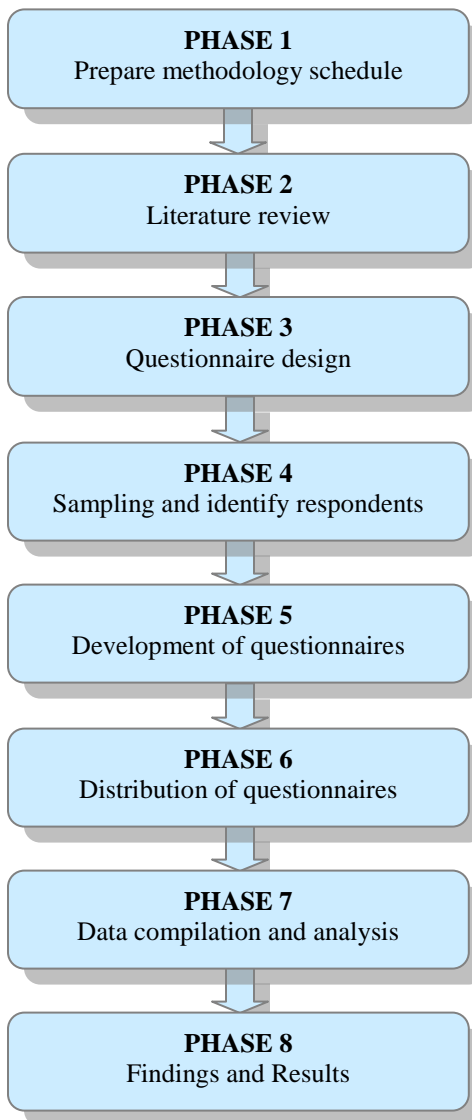 PHASE 1
Prepare methodology schedule
PHASE 2
Literature review
PHASE 3
Questionnaire design
PHASE 4
Sampling and identify respondents
PHASE 5
Development of questionnaires
PHASE 6
Distribution of questionnaires
PHASE 7
Data compilation and analysis
PHASE 8
Findings and Results